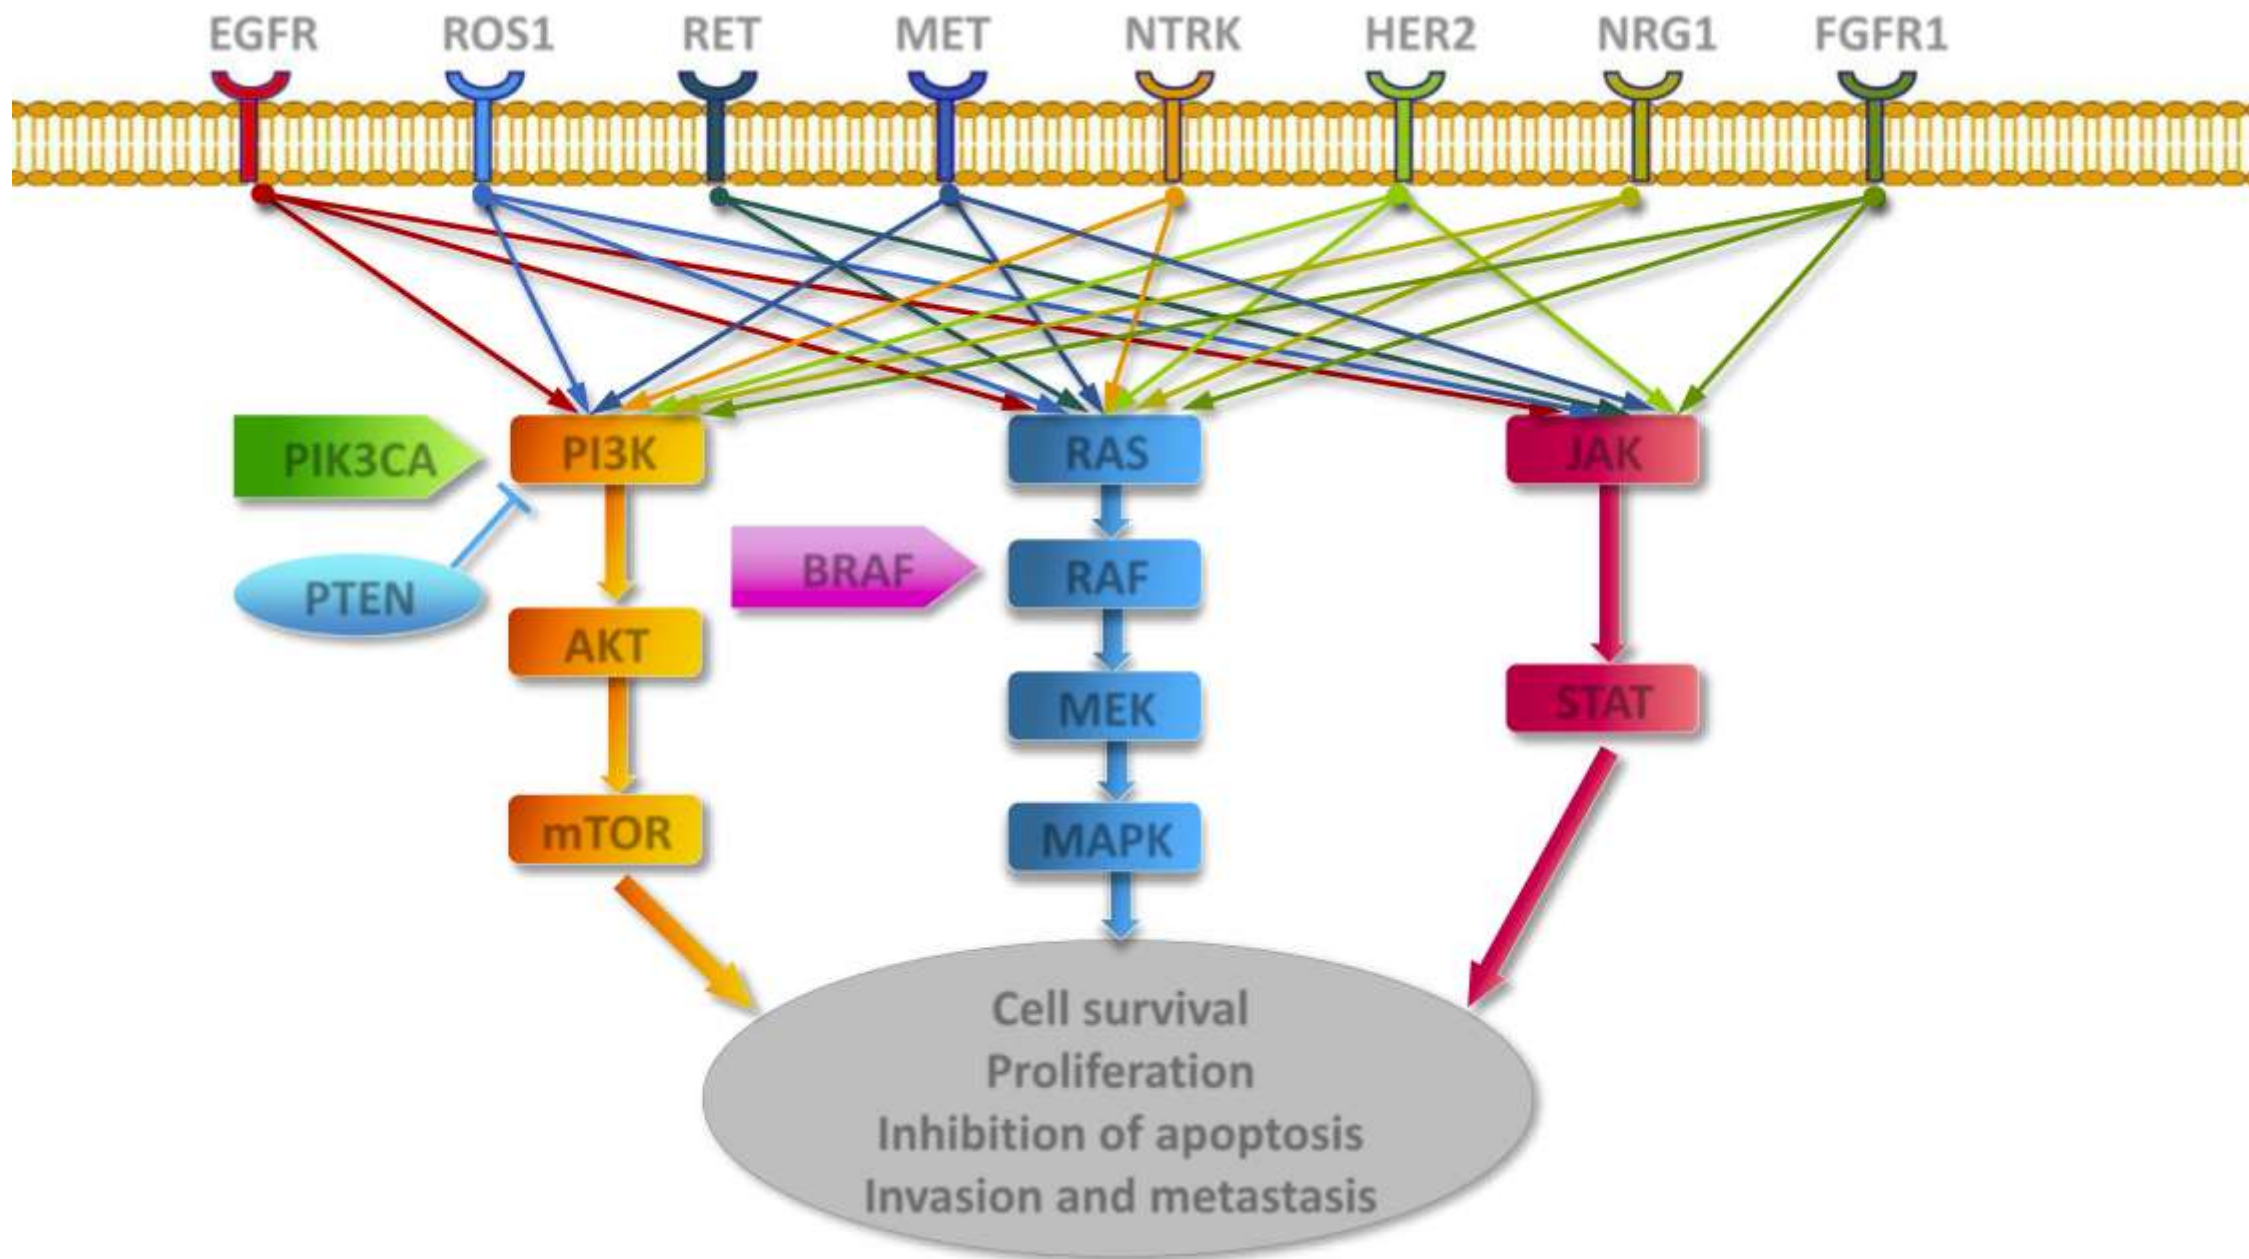 EGFR ROS1 RET MET NTRK HER2 NRG1 FGFR1
PIK3CA PI3K RAS JAK
PTEN BRAF RAF
AKT MEK STAT
mTOR MAPK
Cell survival
Proliferation
Inhibition of apoptosis
Invasion and metastasis